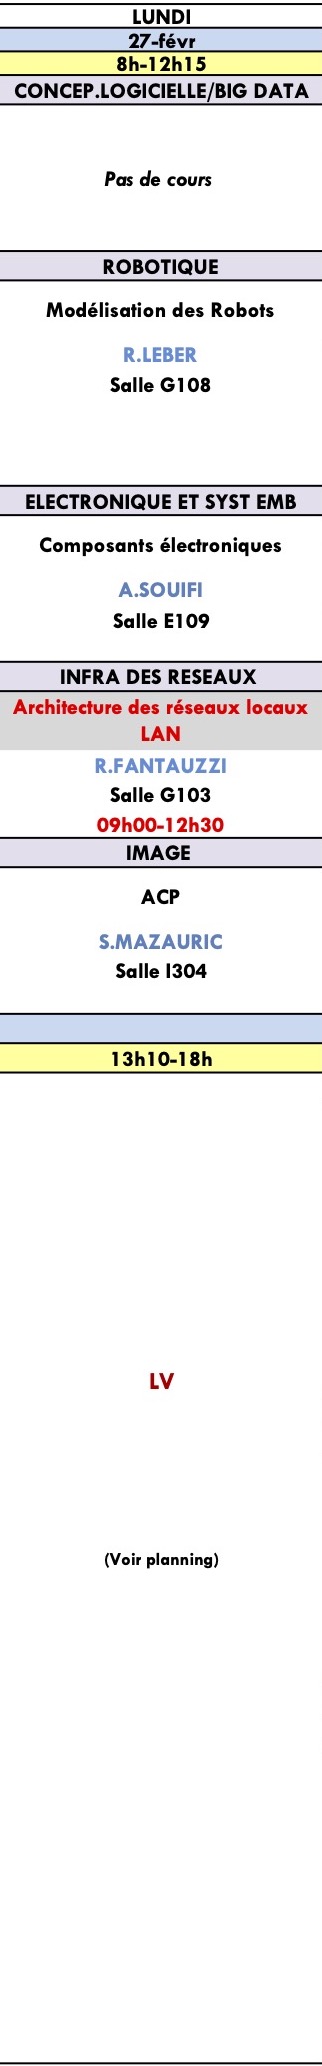 LUNDI
27-févr
8h-12h15
CONCEP.LOGICIELLE/BIG DATA
Pas de cours
ROBOTIQUE
Modélisation des Robots
R.LEBER
Salle G108
ELECTRONIQUE ET SYST EMB
Composants électroniques
A.SOUIFI
Salle E109
INFRA DES RESEAUX
Architecture des réseaux locaux
LAN
R.FANTAUZZI
Salle G103
09h00-12h30
IMAGE
ACP
S.MAZAURIC
Salle I304
13h10-18h
LV
(Voir planning)